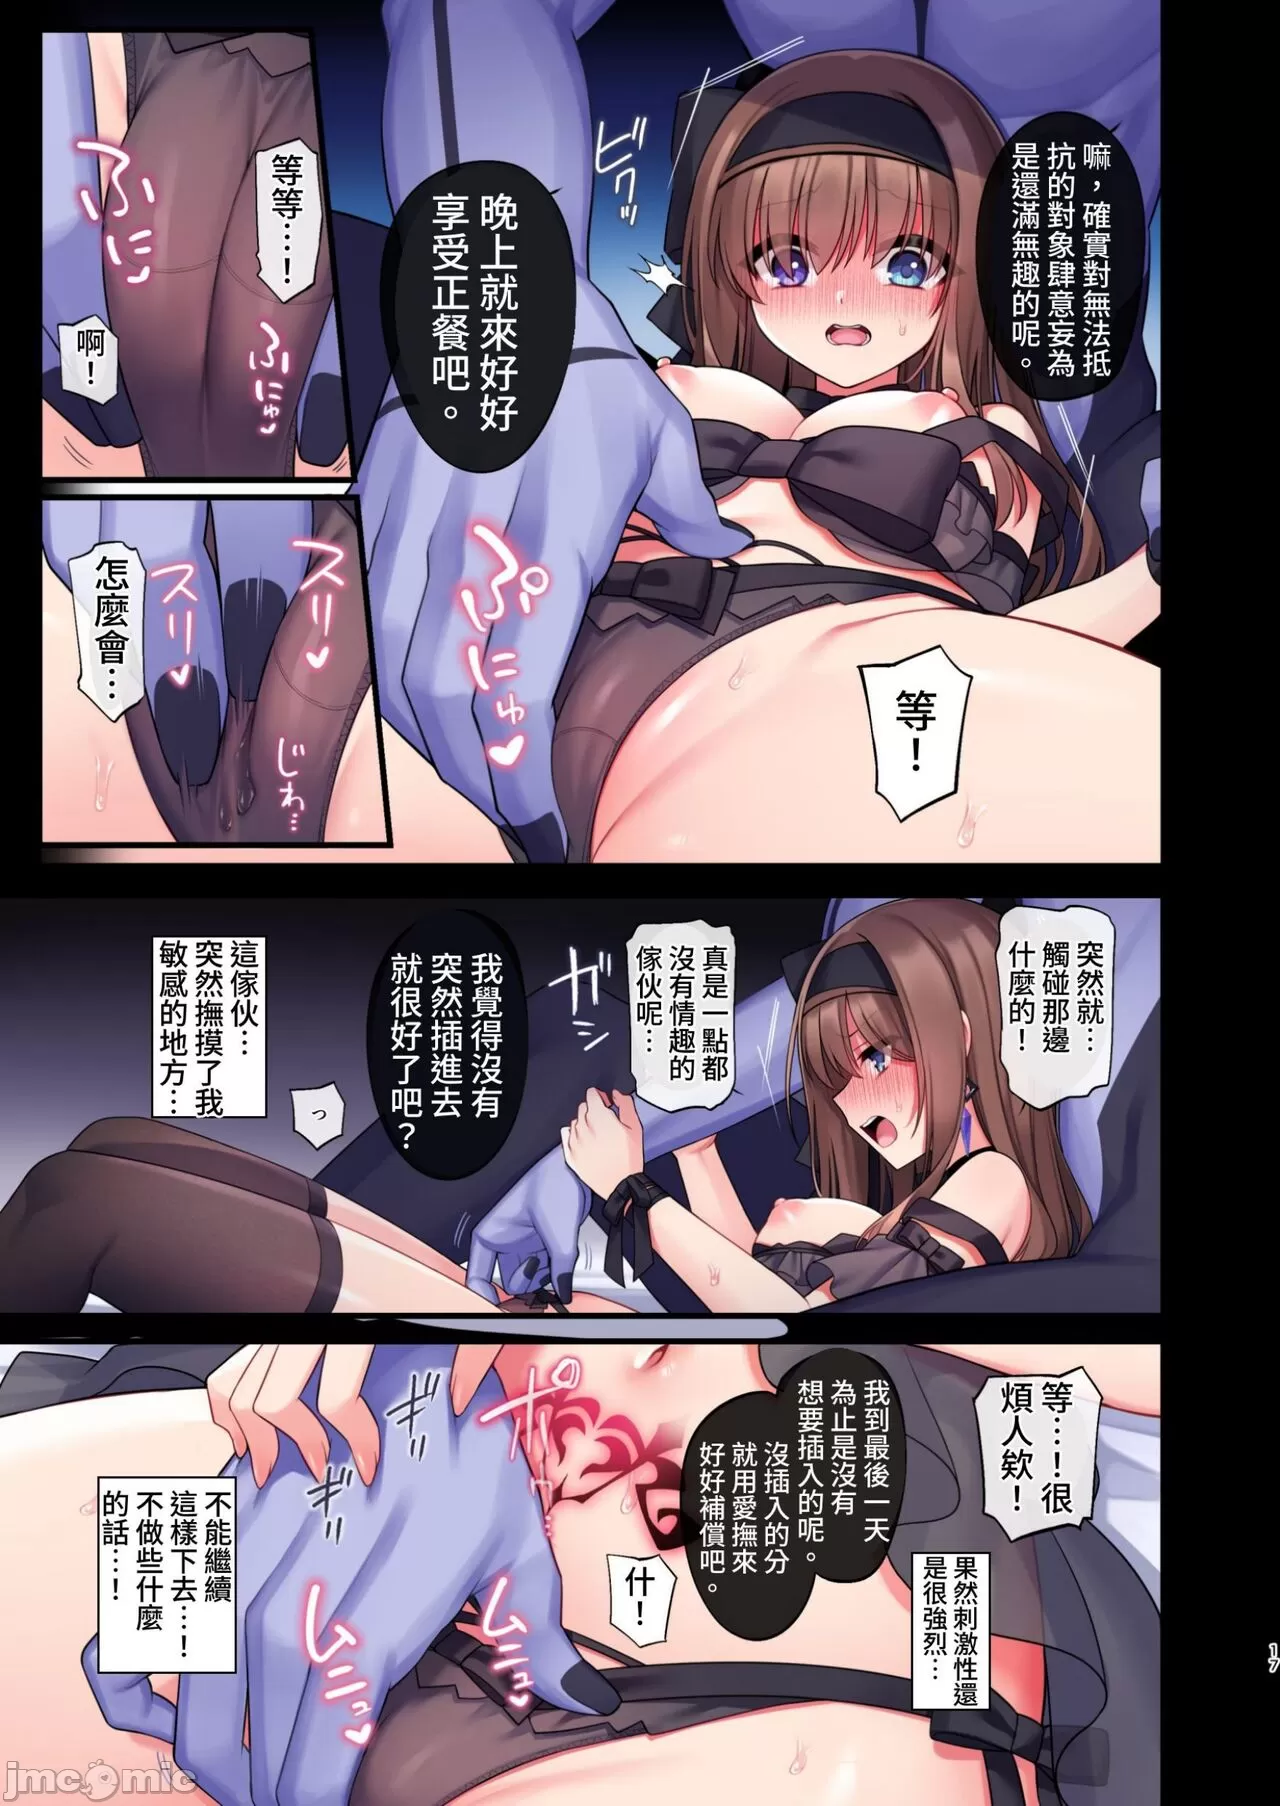 嘛，確實對無法抵
抗的對象肆意妄為
是還滿無趣的呢。
ビクッ
晚上就來好好
享受正餐吧。
等！
ぷにゅ♡
等等…！
ふにっ
ふにゅ♡
啊！
スリ♡
スリ♡
怎麼會…
じわ…
突然就…
觸碰那邊
什麼的！
真是一點都
沒有情趣的
傢伙呢…
ガシ
我覺得沒有
突然插進去
就很好了吧？
っ
這傢伙…
突然撫摸了我
敏感的地方…
等…！很
煩人欸！
果然刺激性還
是很強烈…
我到最後一天
為止是沒有
想要插入的呢。
沒插入的分
就用愛撫來
好好補償吧。
什！
ポゥ…
ギ
ギ
ムニュ♡
ムニュ♡
不能繼續
這樣下去…！
不做些什麼
的話…！
17
jmcomic